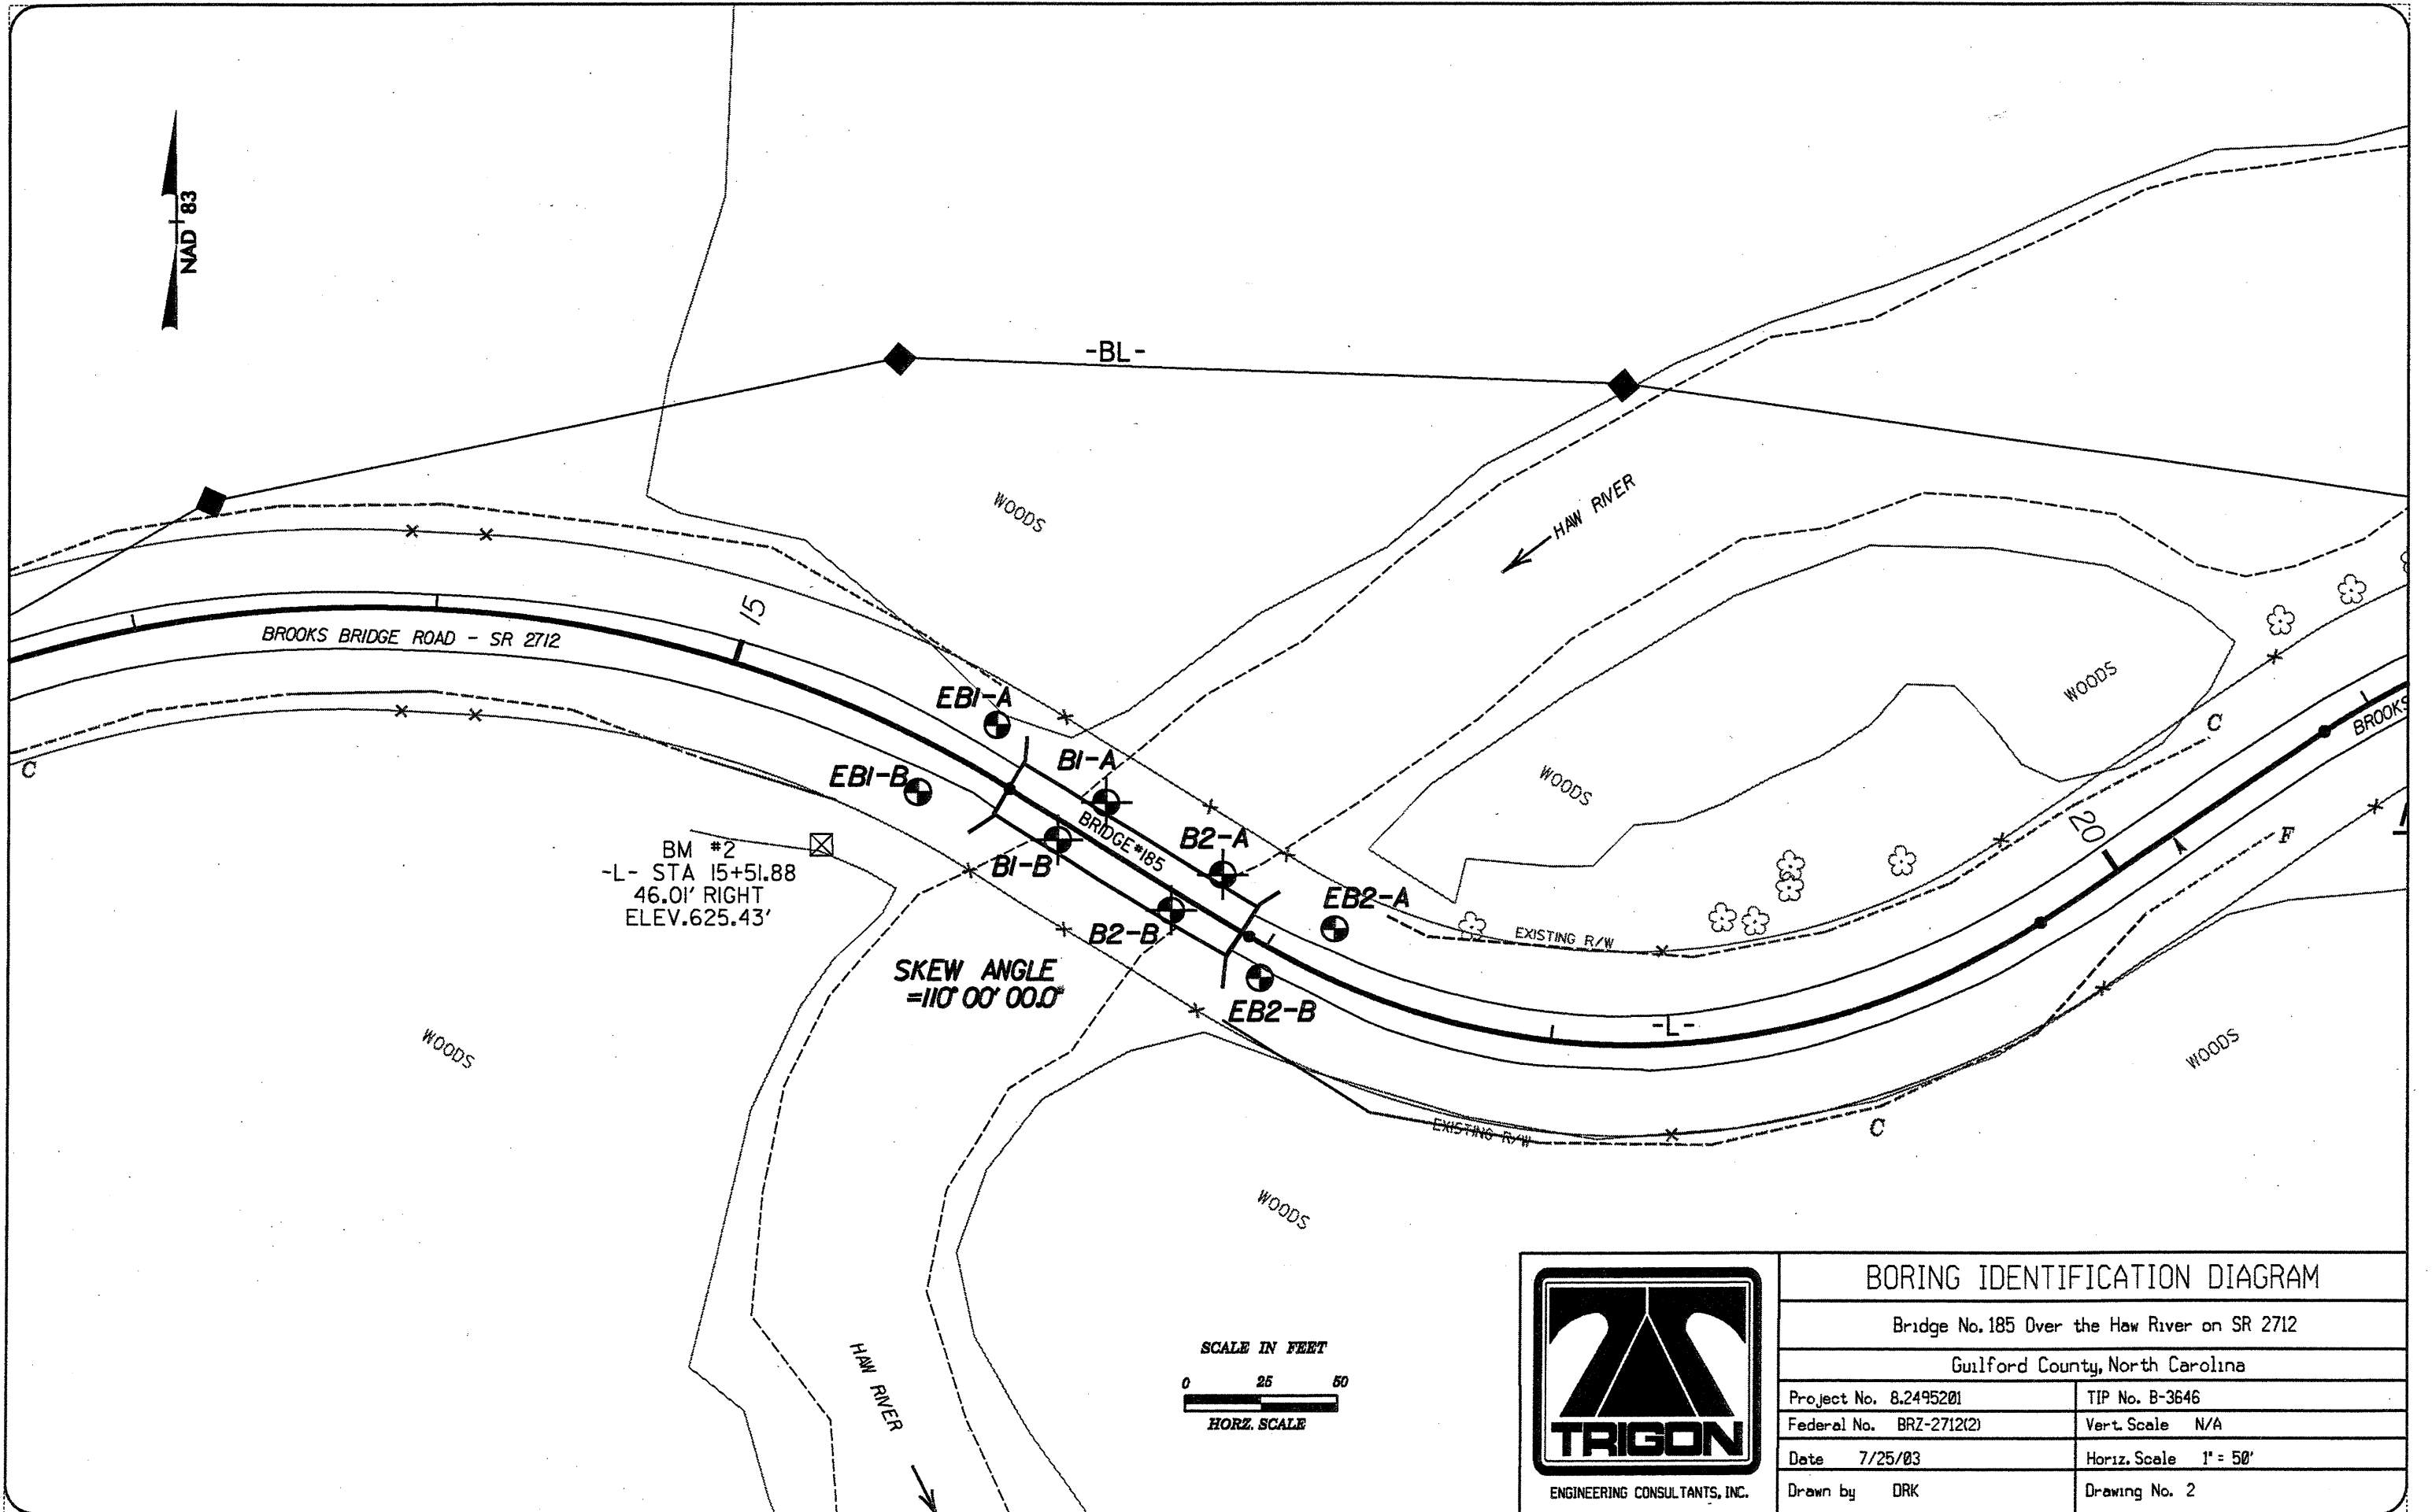 NAD 83
-BL-
WOODS
HAW RIVER
15
BROOKS BRIDGE ROAD - SR 2712
EB1-A
B1-A
EB1-B
BRIDGE#185
B2-A
B1-B
B2-B
EB2-A
EB2-B
WOODS
WOODS
C
BROOKS
20
F
C
BM #2
-L- STA 15+51.88
46.01' RIGHT
ELEV.625.43'
SKEW ANGLE
=110° 00' 00.0"
EXISTING R/W
-L-
WOODS
WOODS
EXISTING R/W
C
WOODS
HAW RIVER
SCALE IN FEET
0 25 50
HORZ. SCALE
TRIGON
ENGINEERING CONSULTANTS, INC.
BORING IDENTIFICATION DIAGRAM
Bridge No. 185 Over the Haw River on SR 2712
Guilford County, North Carolina
Project No. 8.2495201
TIP No. B-3646
Federal No. BRZ-2712(2)
Vert. Scale N/A
Date 7/25/03
Horiz. Scale 1" = 50'
Drawn by DRK
Drawing No. 2